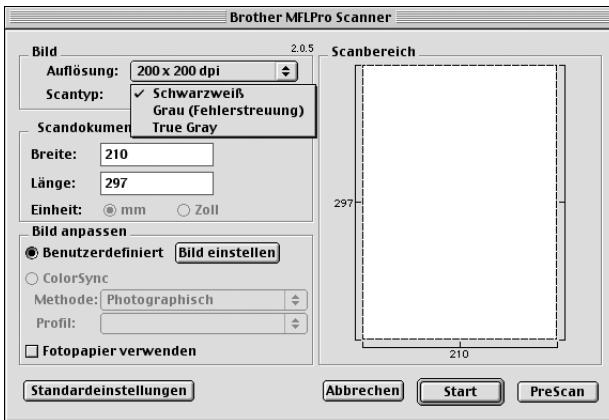 Brother MFLPro Scanner
Bild 2.0.5
Auflösung: 200 x 200 dpi
Scantyp: ✓ Schwarzweiß
Grau (Fehlerstreuung)
True Gray
Scandokumen
Breite: 210
Länge: 297
Einheit: mm Zoll
Bild anpassen
Benutzerdefiniert Bild einstellen
ColorSync
Methode: Photographisch
Profil:
Fotopapier verwenden
Scanbereich
297
210
Standardeinstellungen Abbrechen Start PreScan